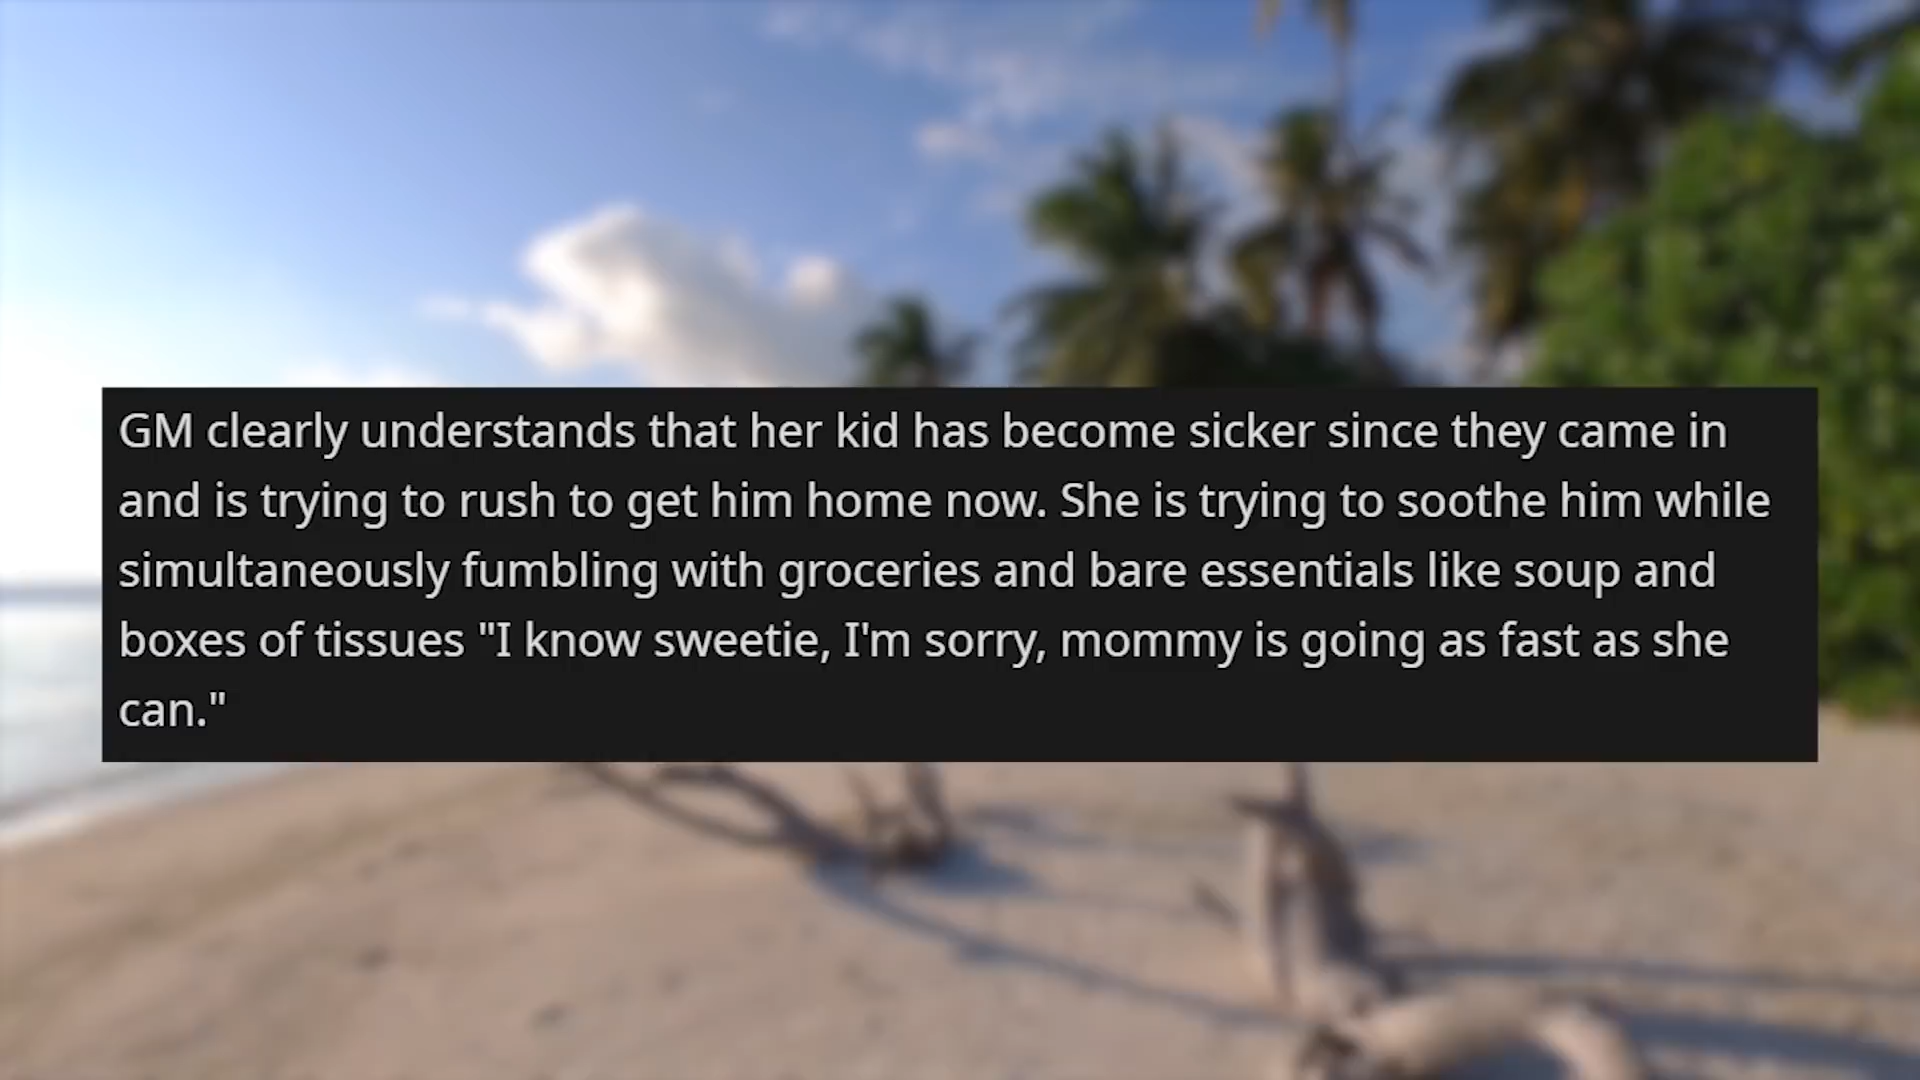 GM clearly understands that her kid has become sicker since they came in
and is trying to rush to get him home now. She is trying to soothe him while
simultaneously fumbling with groceries and bare essentials like soup and
boxes of tissues "I know sweetie, I'm sorry, mommy is going as fast as she
can."